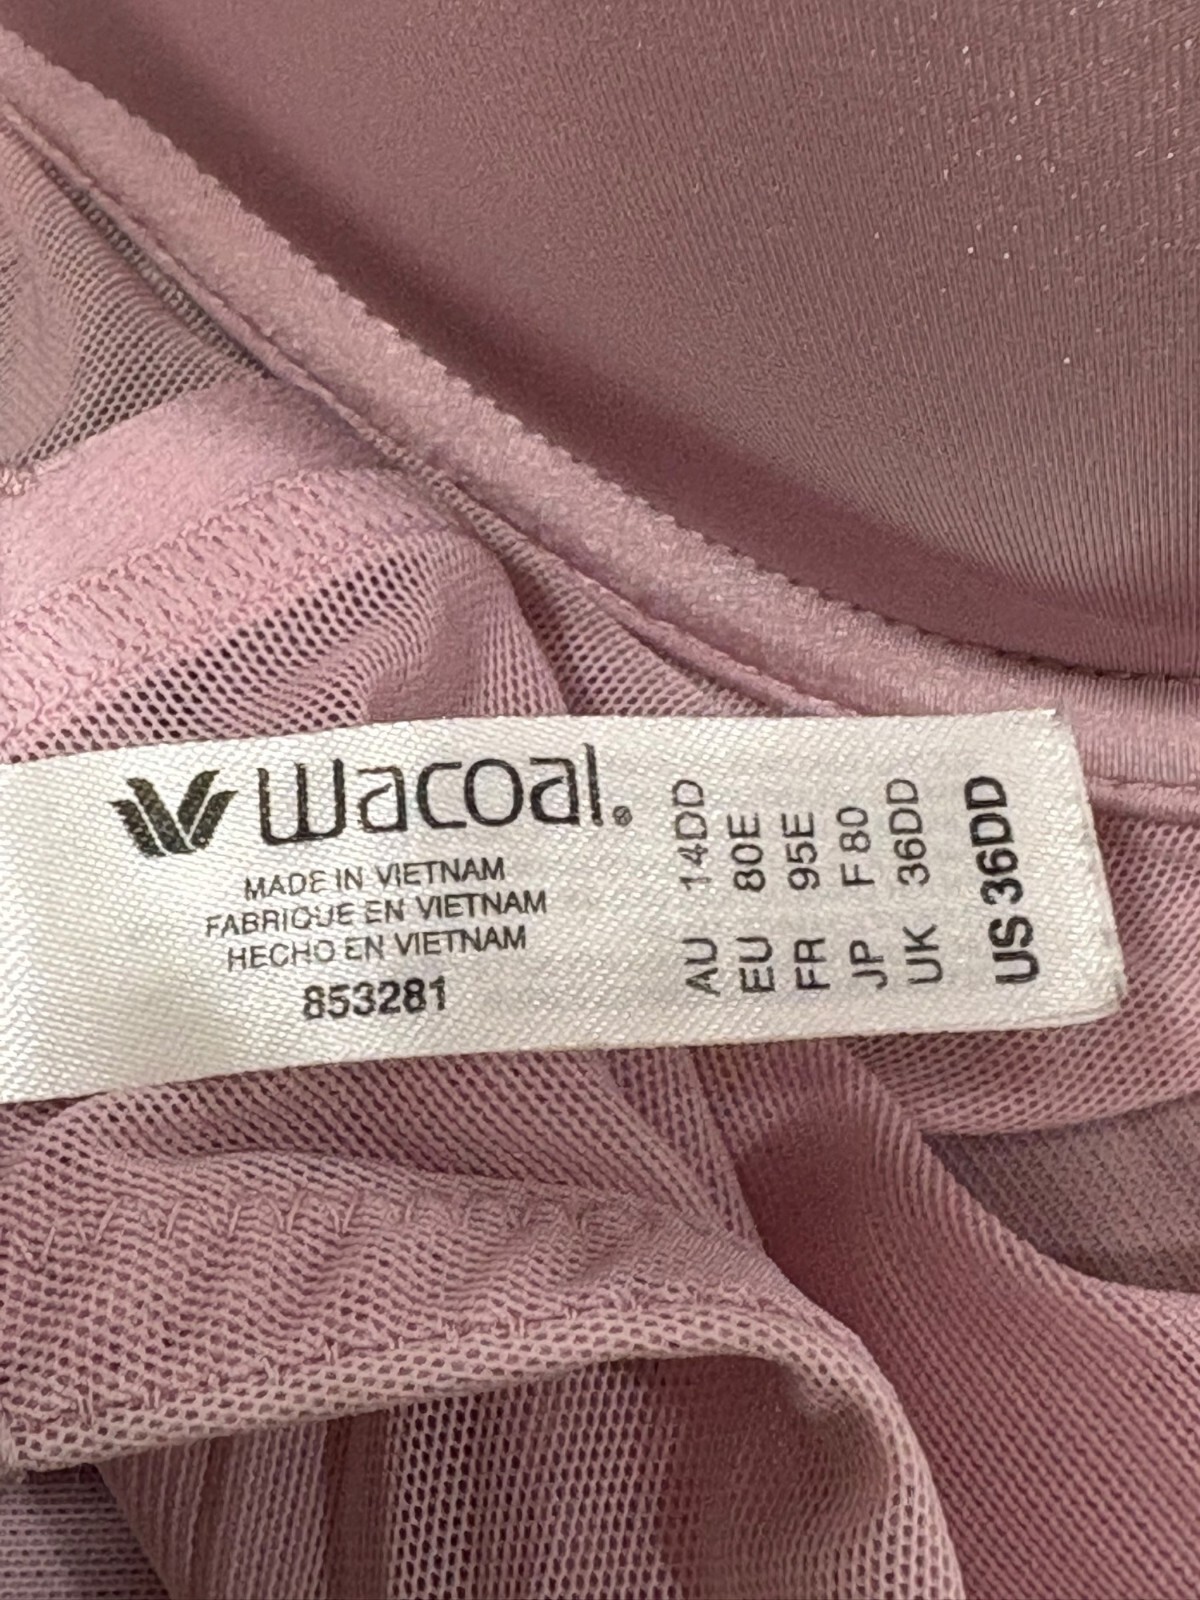 Wacoal®
MADE IN VIETNAM
FABRIQUE EN VIETNAM
HECHO EN VIETNAM
853281
AU 14DD
EU 80E
FR 95E
JP F80
UK 36DD
US 36DD